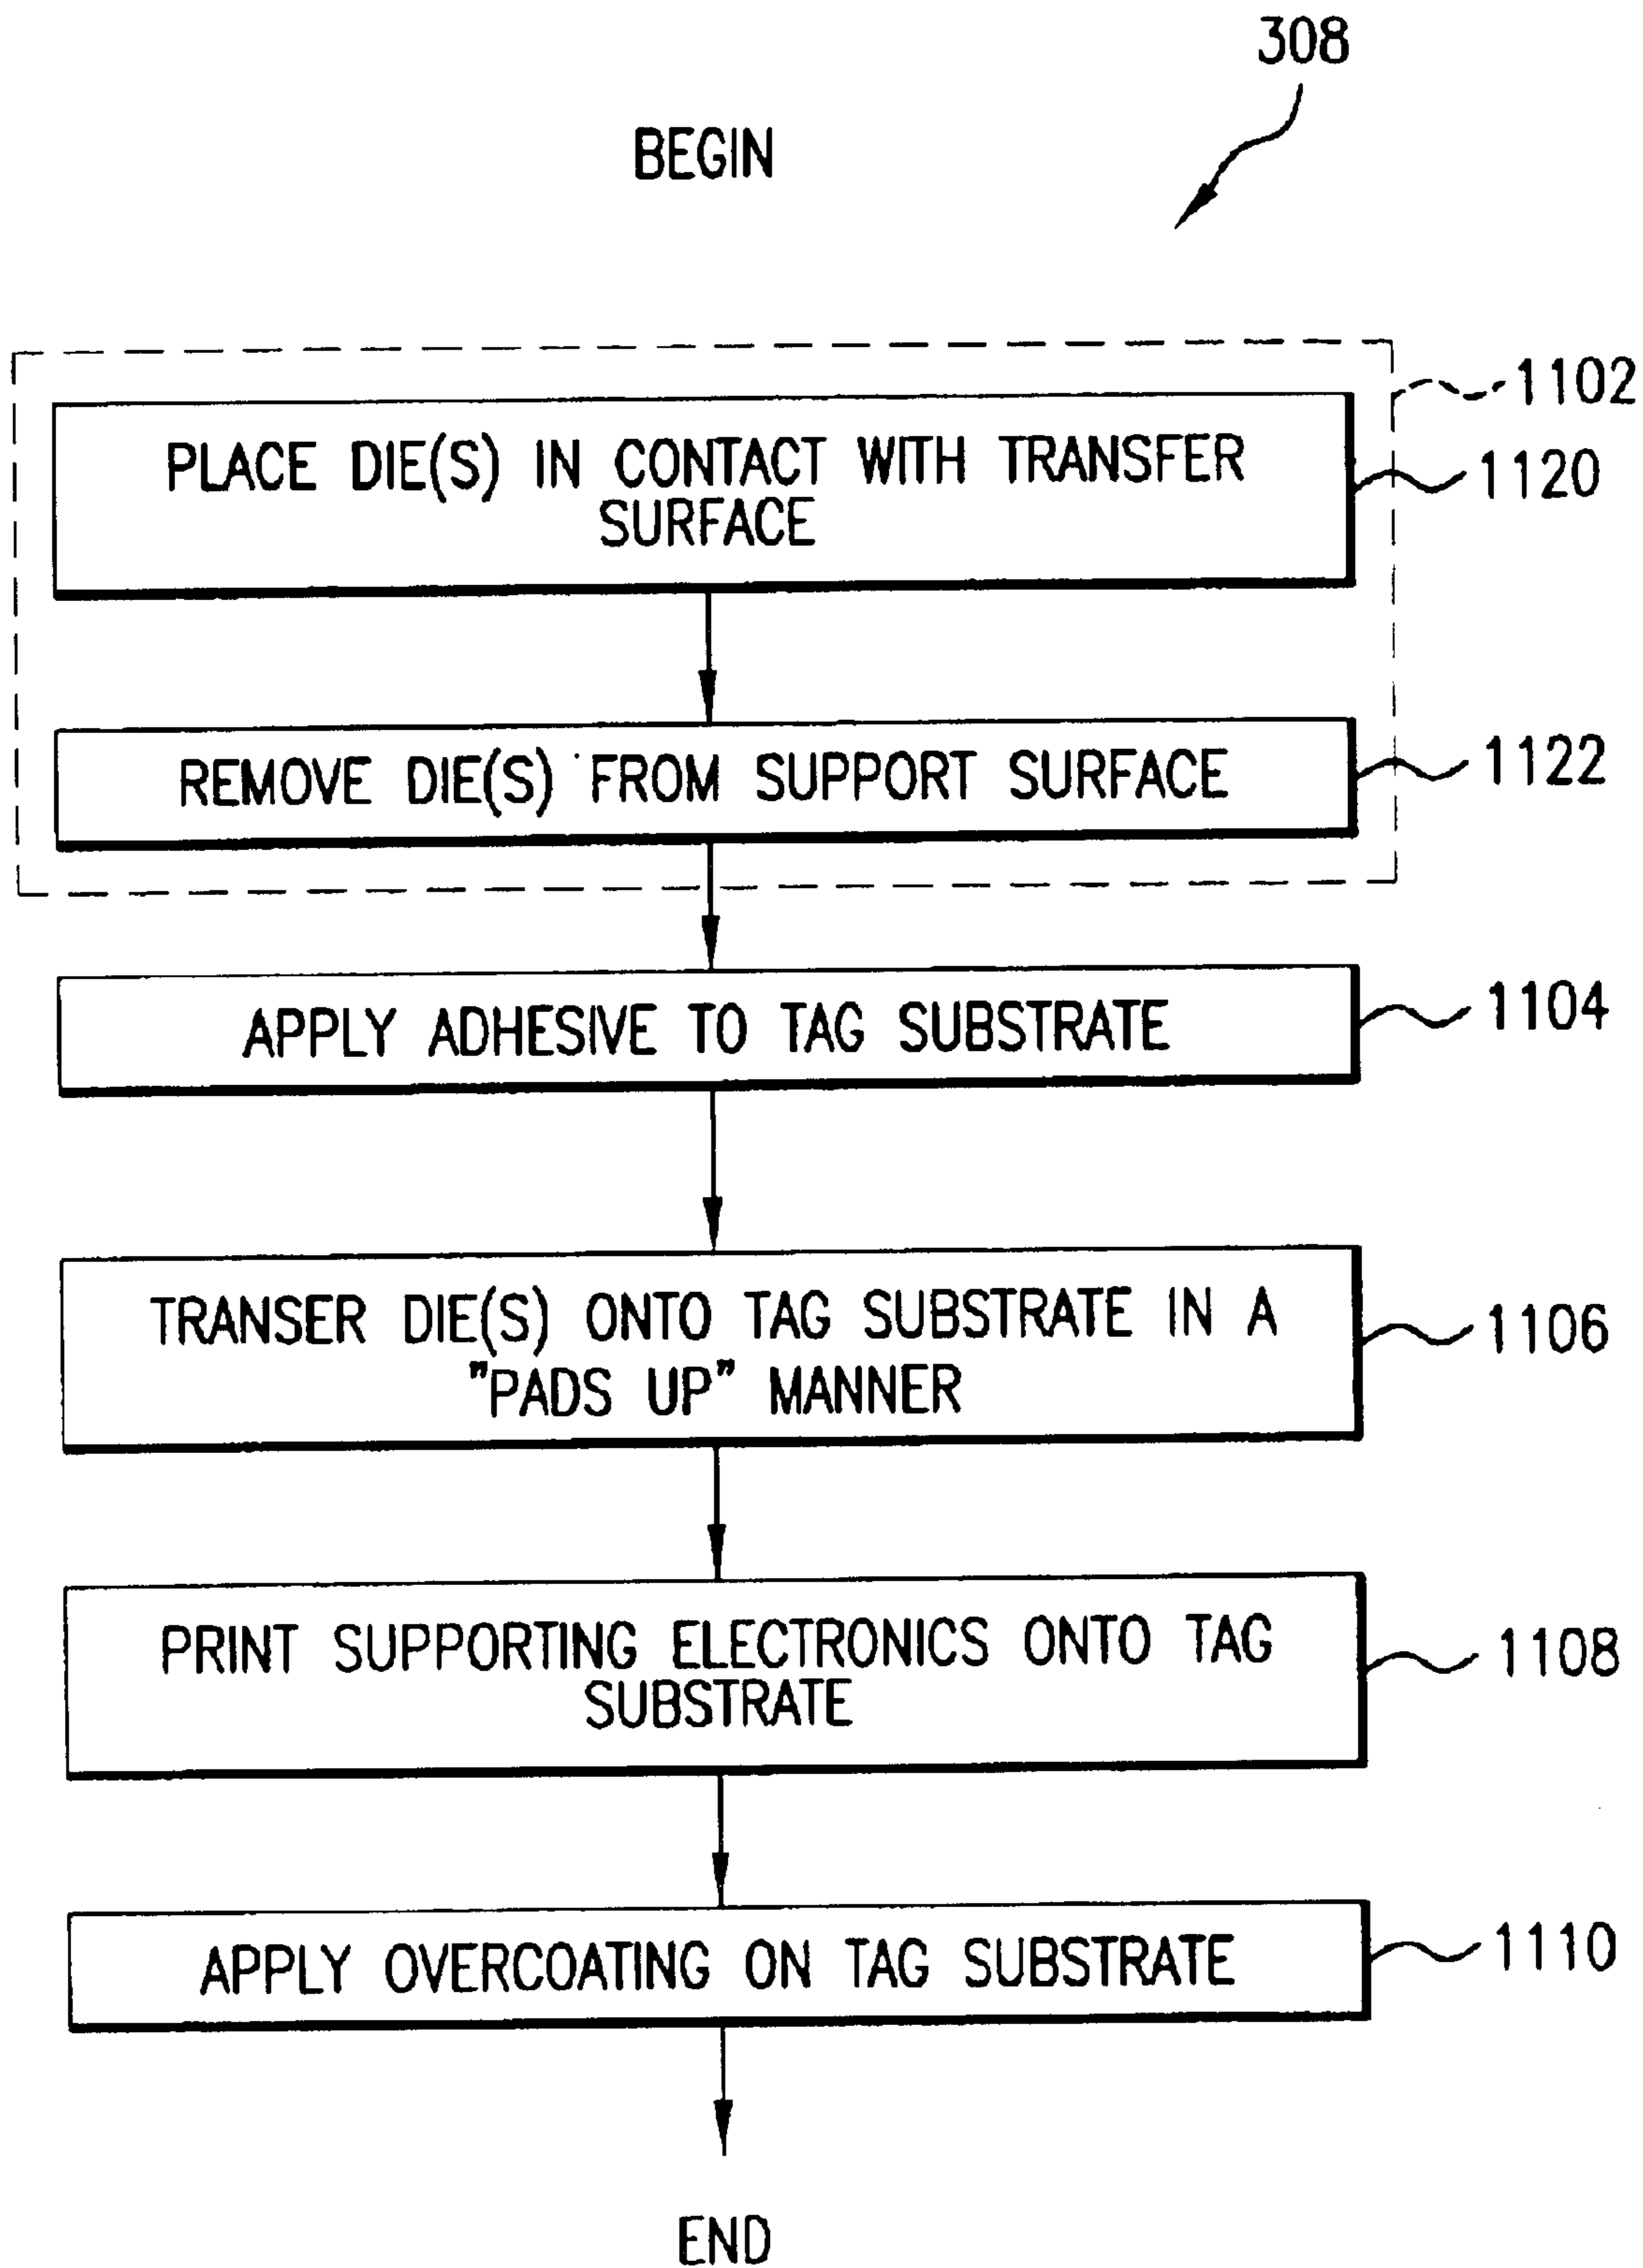 308
BEGIN
1102
PLACE DIE(S) IN CONTACT WITH TRANSFER
SURFACE
1120
REMOVE DIE(S) FROM SUPPORT SURFACE
1122
APPLY ADHESIVE TO TAG SUBSTRATE
1104
TRANSER DIE(S) ONTO TAG SUBSTRATE IN A
"PADS UP" MANNER
1106
PRINT SUPPORTING ELECTRONICS ONTO TAG
SUBSTRATE
1108
APPLY OVERCOATING ON TAG SUBSTRATE
1110
END